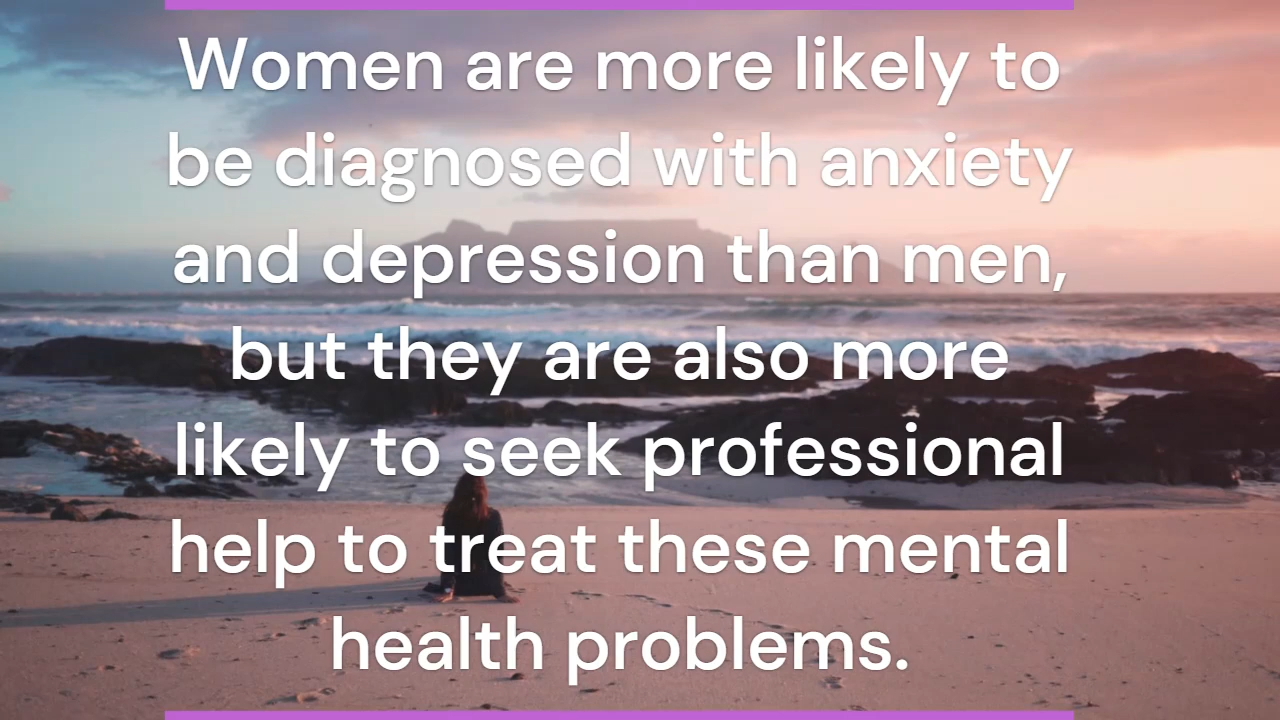 Women are more likely to
be diagnosed with anxiety
and depression than men,
but they are also more
likely to seek professional
help to treat these mental
health problems.